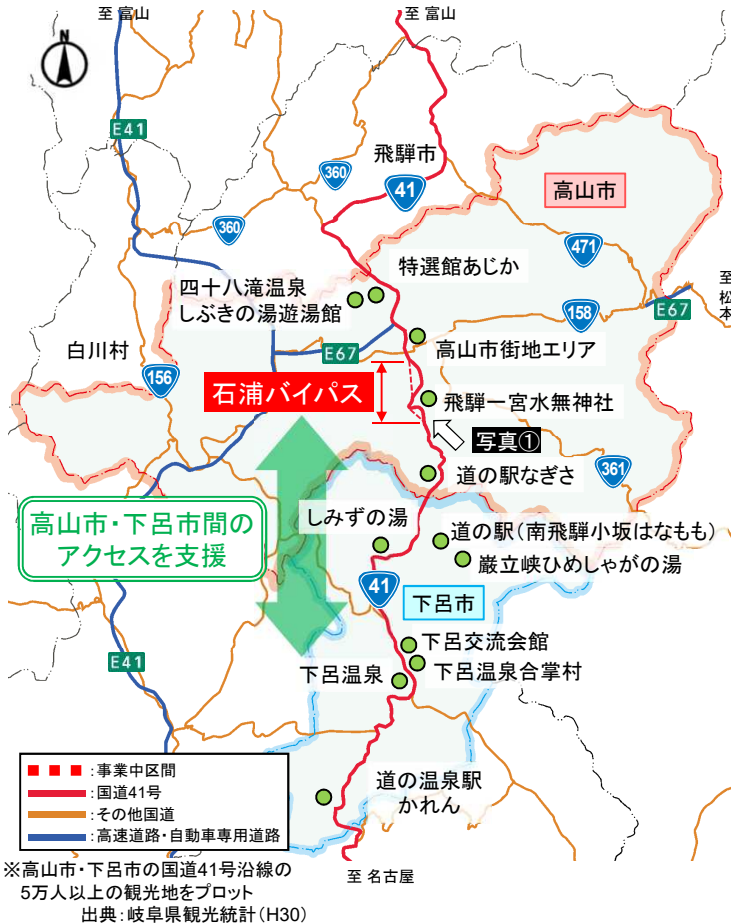 至 富山
至 富山
E41
飛騨市
360
41
高山市
360
471
特選館あじか
四十八滝温泉
しぶきの湯遊湯館
至 松本
E67
158
白川村
E67
高山市街地エリア
156
石浦バイパス
飛騨一宮水無神社
写真①
361
道の駅なぎさ
高山市・下呂市間の
アクセスを支援
しみずの湯
道の駅(南飛騨小坂はなもも)
巌立峡ひめしゃがの湯
41
下呂市
E41
下呂交流会館
下呂温泉合掌村
下呂温泉
道の温泉駅
かれん
:事業中区間
:国道41号
:その他国道
:高速道路・自動車専用道路
至 名古屋
※高山市・下呂市の国道41号沿線の
5万人以上の観光地をプロット
出典:岐阜県観光統計(H30)